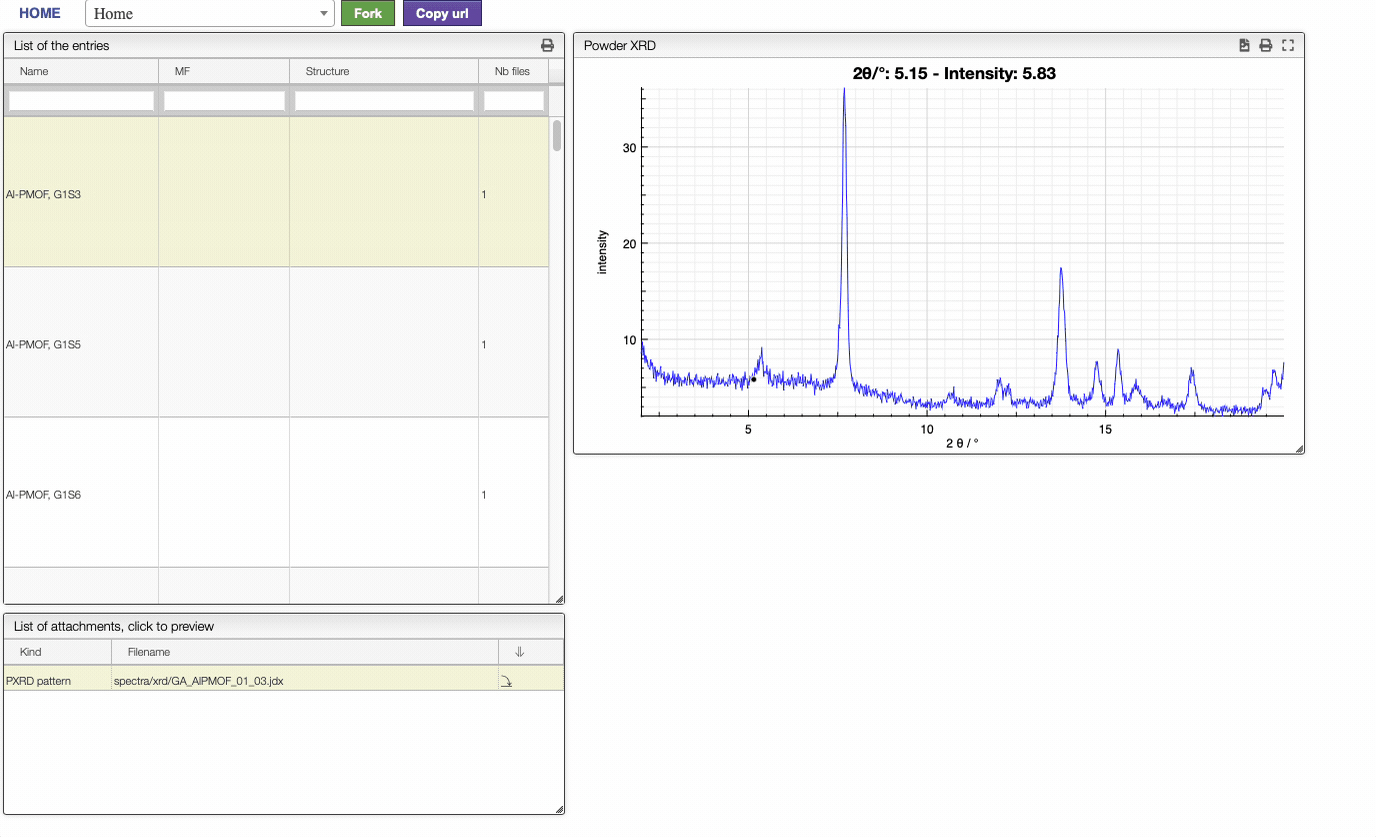 HOME Home Fork Copy url
List of the entries
Name MF Structure Nb files
Al-PMOF, G1S3 1
Al-PMOF, G1S5 1
Al-PMOF, G1S6 1
List of attachments, click to preview
Kind Filename
PXRD pattern spectra/xrd/GA_AlPMOF_01_03.jdx
Powder XRD
2θ/°: 5.15 - Intensity: 5.83
30
20
10
intensity
5 10 15
2 θ / °